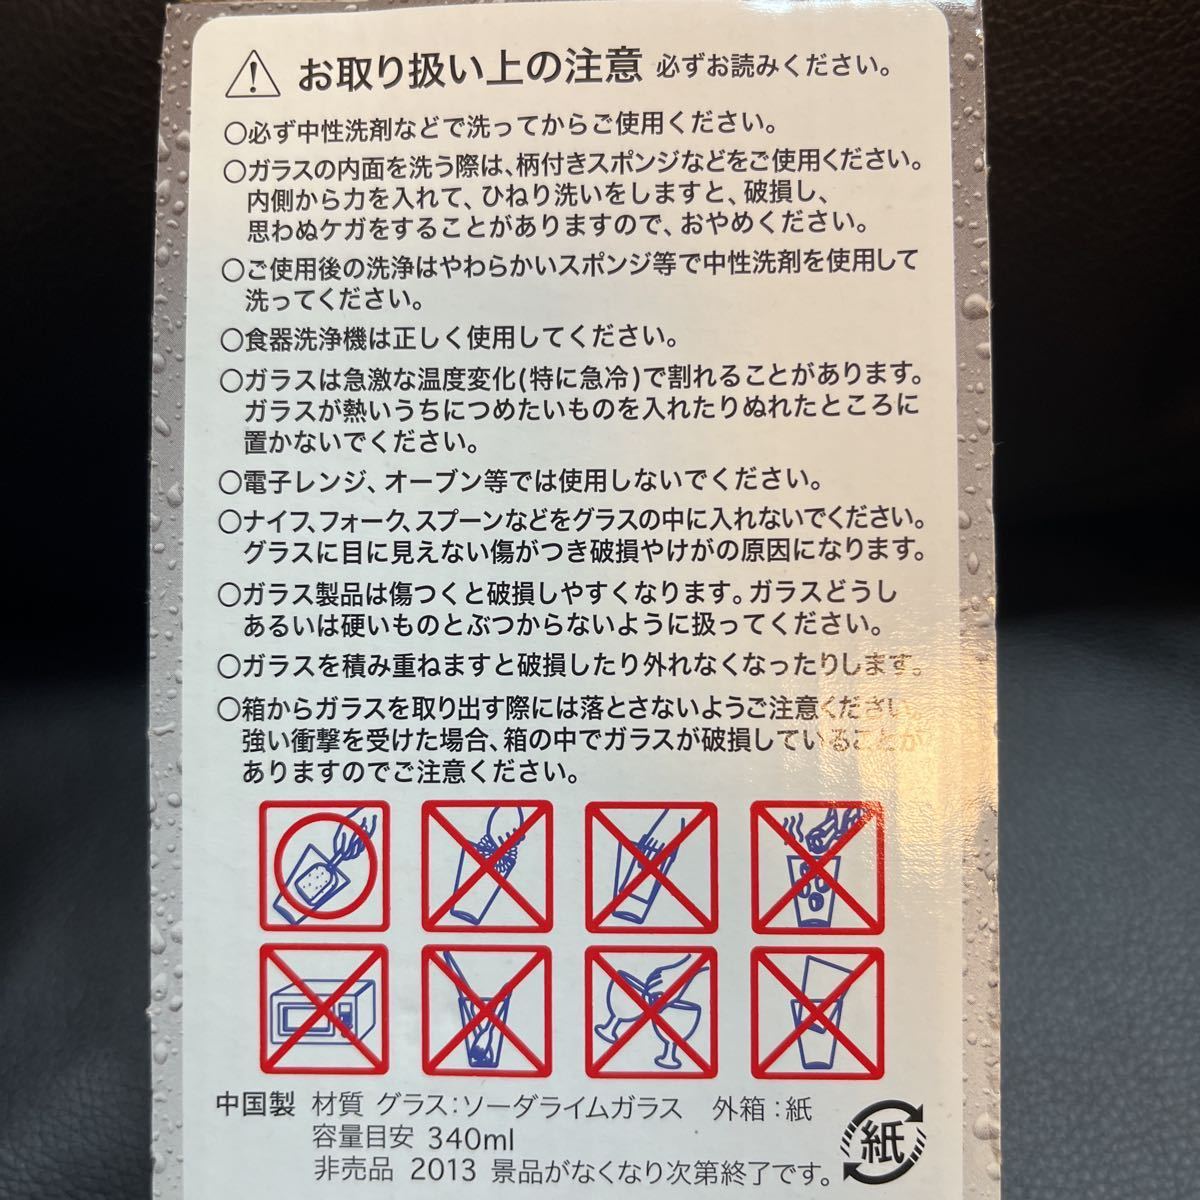 お取り扱い上の注意 必ずお読みください。
○必ず中性洗剤などで洗ってからご使用ください。
○ガラスの内面を洗う際は、柄付きスポンジなどをご使用ください。
内側から力を入れて、ひねり洗いをしますと、破損し、
思わぬケガをすることがありますので、おやめください。
○ご使用後の洗浄はやわらかいスポンジ等で中性洗剤を使用して
洗ってください。
○食器洗浄機は正しく使用してください。
○ガラスは急激な温度変化(特に急冷)で割れることがあります。
ガラスが熱いうちにつめたいものを入れたりぬれたところに
置かないでください。
○電子レンジ、オーブン等では使用しないでください。
○ナイフ、フォーク、スプーンなどをグラスの中に入れないでください。
グラスに目に見えない傷がつき破損やけがの原因になります。
○ガラス製品は傷つくと破損しやすくなります。ガラスどうし
あるいは硬いものとぶつからないように扱ってください。
○ガラスを積み重ねますと破損したり外れなくなったりします。
○箱からガラスを取り出す際には落とさないようご注意ください。
強い衝撃を受けた場合、箱の中でガラスが破損していることが
ありますのでご注意ください。
中国製 材質 グラス:ソーダライムガラス 外箱:紙
容量目安 340ml
非売品 2013 景品がなくなり次第終了です。
紙